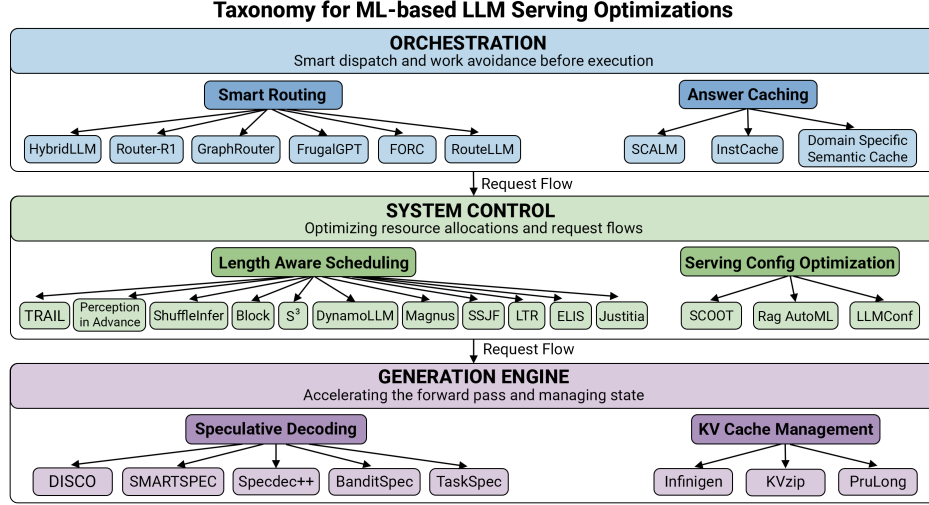 Taxonomy for ML-based LLM Serving Optimizations
ORCHESTRATION
Smart dispatch and work avoidance before execution
Smart Routing
Answer Caching
HybridLLM
Router-R1
GraphRouter
FrugalGPT
FORC
RouteLLM
SCALM
InstCache
Domain Specific
Semantic Cache
Request Flow
SYSTEM CONTROL
Optimizing resource allocations and request flows
Length Aware Scheduling
Serving Config Optimization
TRAIL
Perception
in Advance
ShuffleInfer
Block
S³
DynamoLLM
Magnus
SSJF
LTR
ELIS
Justitia
SCOOT
Rag AutoML
LLMConf
Request Flow
GENERATION ENGINE
Accelerating the forward pass and managing state
Speculative Decoding
KV Cache Management
DISCO
SMARTSPEC
Specdec++
BanditSpec
TaskSpec
Infinigen
KVzip
PruLong